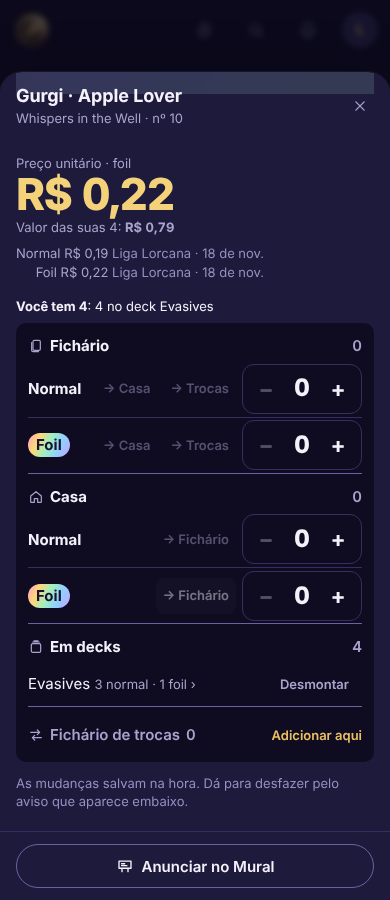 Gurgi · Apple Lover
Whispers in the Well · nº 10
Preço unitário · foil
R$ 0,22
Valor das suas 4: R$ 0,79
Normal R$ 0,19 Liga Lorcana · 18 de nov.
Foil R$ 0,22 Liga Lorcana · 18 de nov.
Você tem 4: 4 no deck Evasives
Fichário 0
Normal → Casa → Trocas − 0 +
Foil → Casa → Trocas − 0 +
Casa 0
Normal → Fichário − 0 +
Foil → Fichário − 0 +
Em decks 4
Evasives 3 normal · 1 foil › Desmontar
Fichário de trocas 0 Adicionar aqui
As mudanças salvam na hora. Dá para desfazer pelo
aviso que aparece embaixo.
Anunciar no Mural